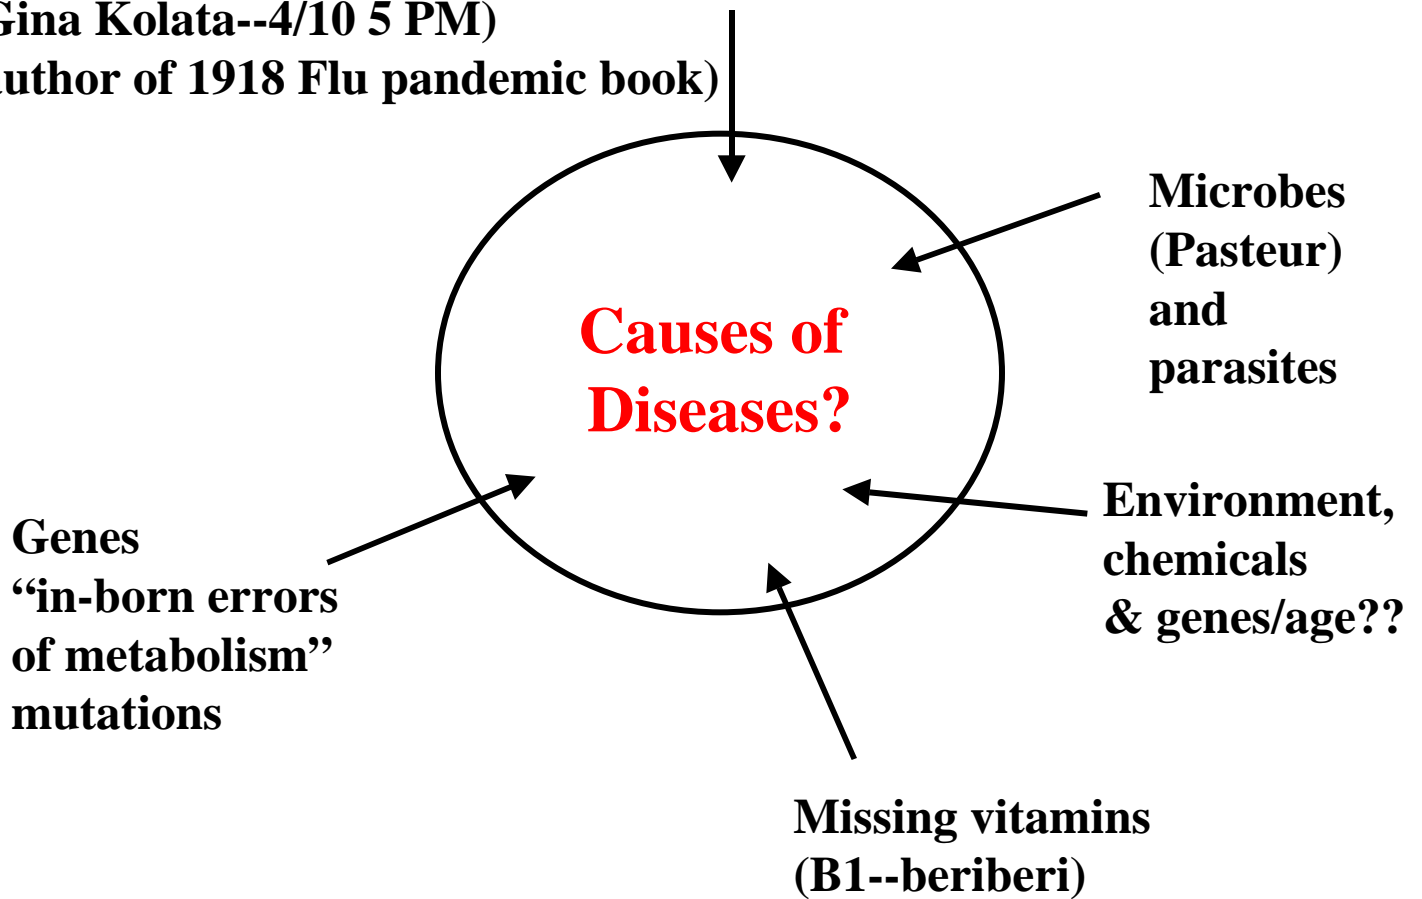 Gina Kolata--4/10 5 PM)
author of 1918 Flu pandemic book)
Microbes
(Pasteur)
and
parasites
Causes of
Diseases?
Environment,
chemicals
& genes/age??
Genes
“in-born errors
of metabolism”
mutations
Missing vitamins
(B1--beriberi)